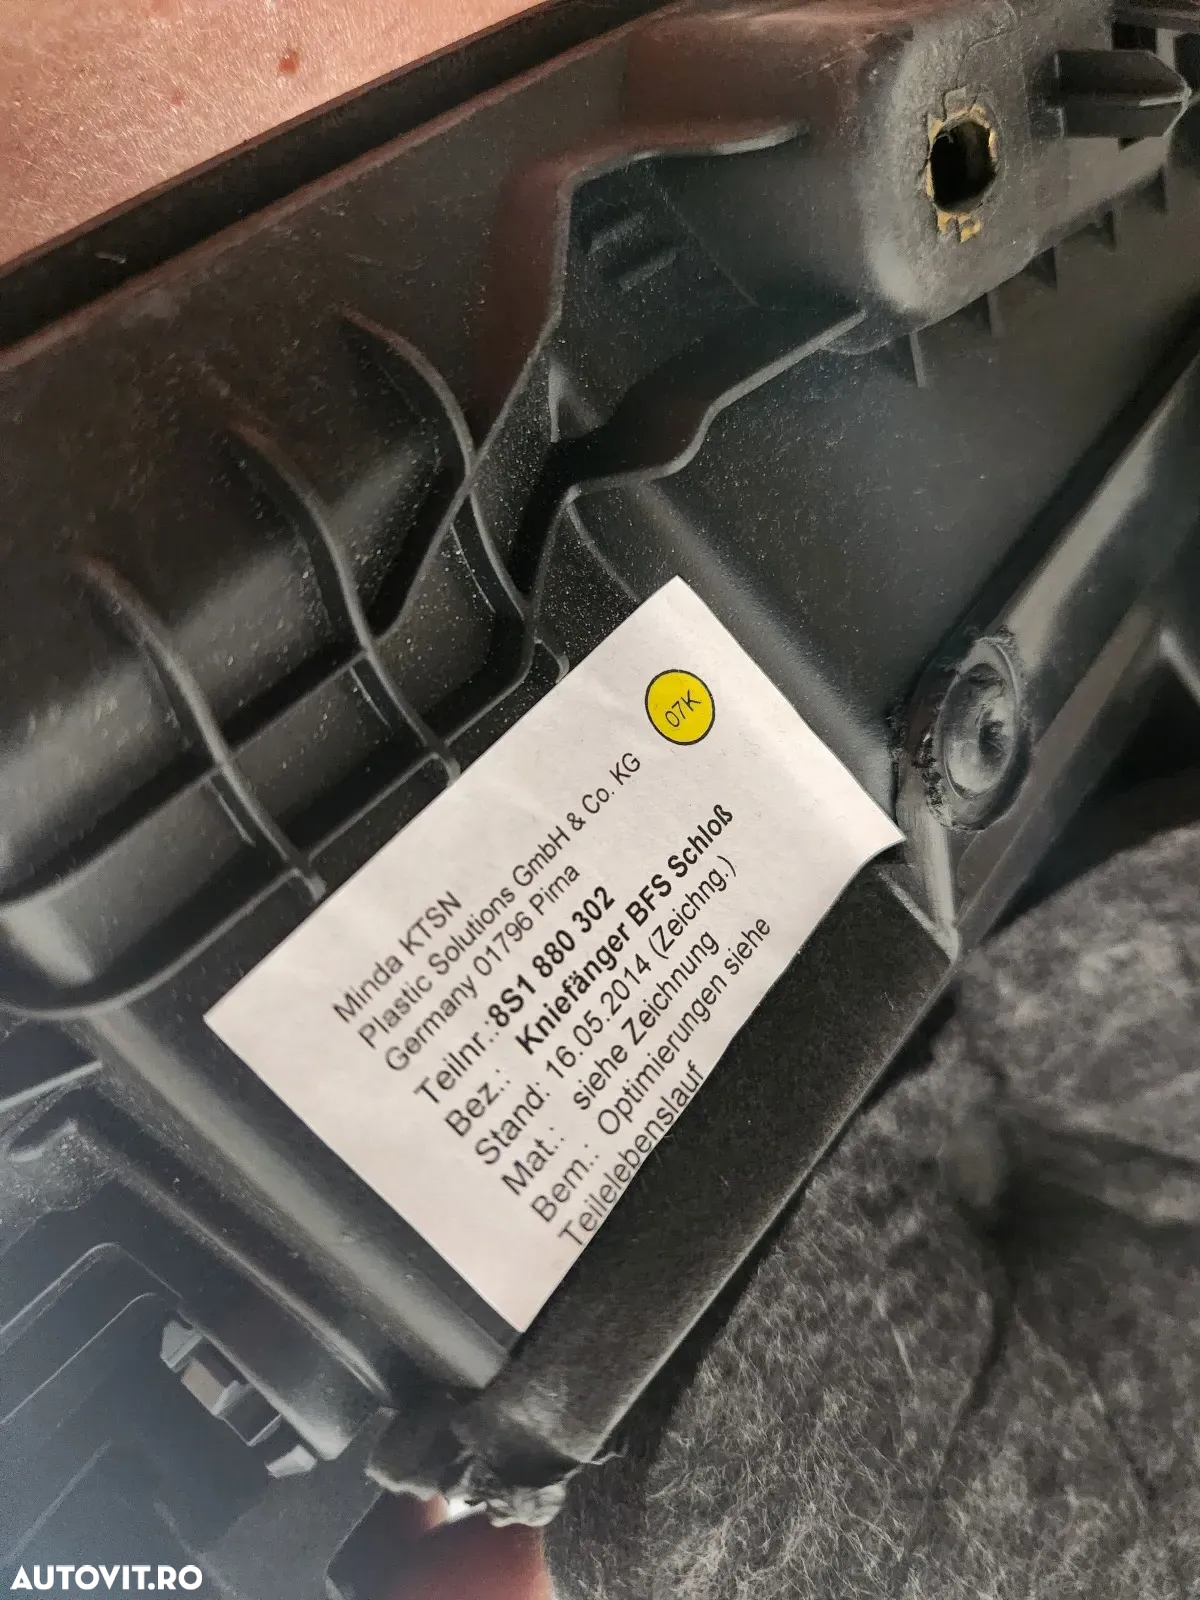 07K
Minda KTSN
Plastic Solutions GmbH & Co. KG
Germany 01796 Pirna
Teilnr.:8S1 880 302
Bez.: Kniefänger BFS Schloß
Stand: 16.05.2014 (Zeichng.)
Mat.: siehe Zeichnung
Bem.: Optimierungen siehe
Teilelebenslauf
AUTOVIT.RO